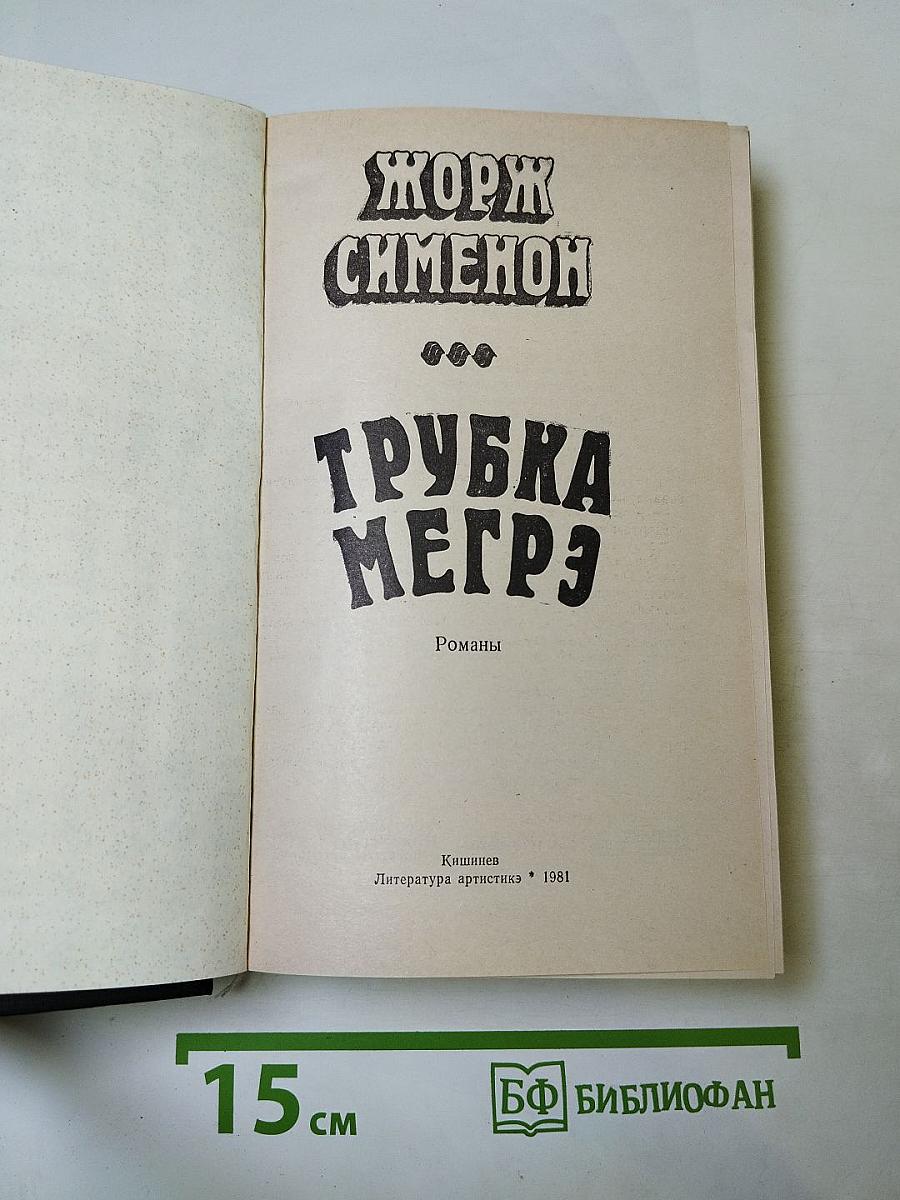 ЖОРЖ
СИМЕНОН
ТРУБКА
МЕГРЭ
Романы
Кишинев
Литература артистикэ * 1981
15 см
БФ БИБЛИОФАН